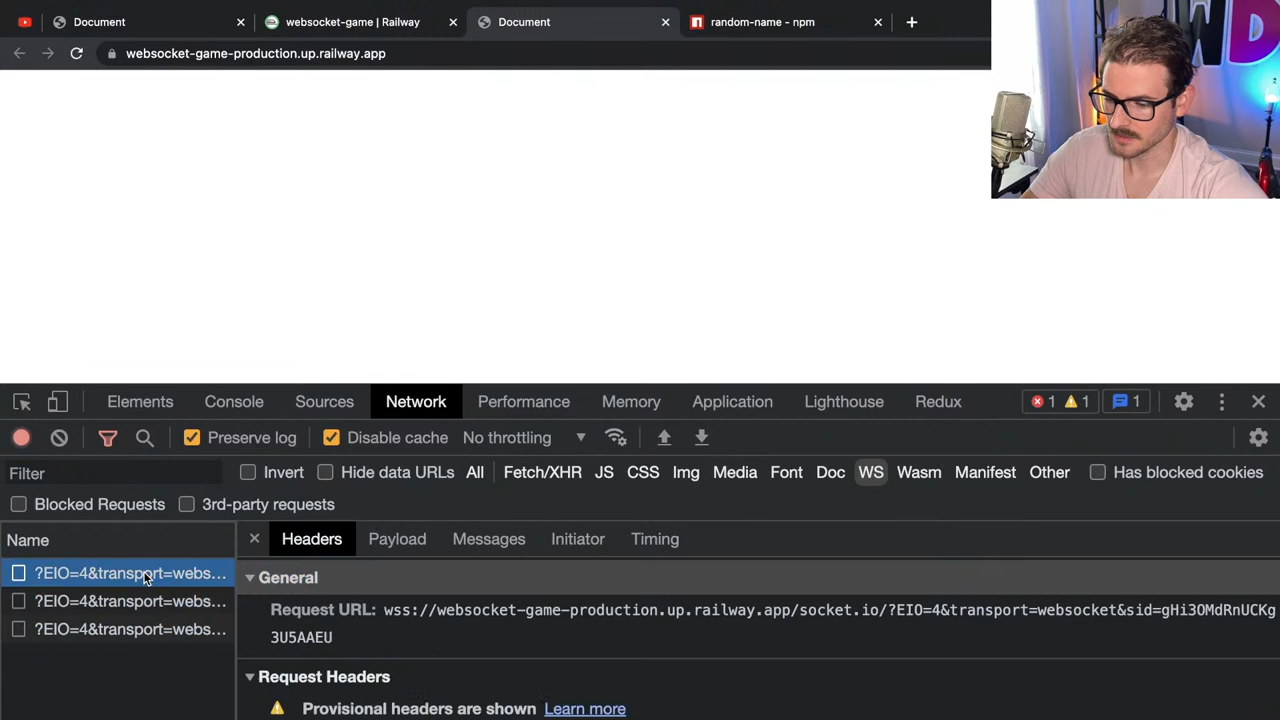 Document
websocket-game | Railway
Document
random-name - npm
websocket-game-production.up.railway.app
Elements
Console
Sources
Network
Performance
Memory
Application
Lighthouse
Redux
1
1
1
Preserve log
Disable cache
No throttling
Filter
Invert
Hide data URLs
All
Fetch/XHR
JS
CSS
Img
Media
Font
Doc
WS
Wasm
Manifest
Other
Has blocked cookies
Blocked Requests
3rd-party requests
Name
Headers
Payload
Messages
Initiator
Timing
?EIO=4&transport=webs...
?EIO=4&transport=webs...
?EIO=4&transport=webs...
General
Request URL: wss://websocket-game-production.up.railway.app/socket.io/?EIO=4&transport=websocket&sid=gHi3OMdRnUCKg
3U5AAEU
Request Headers
Provisional headers are shown Learn more